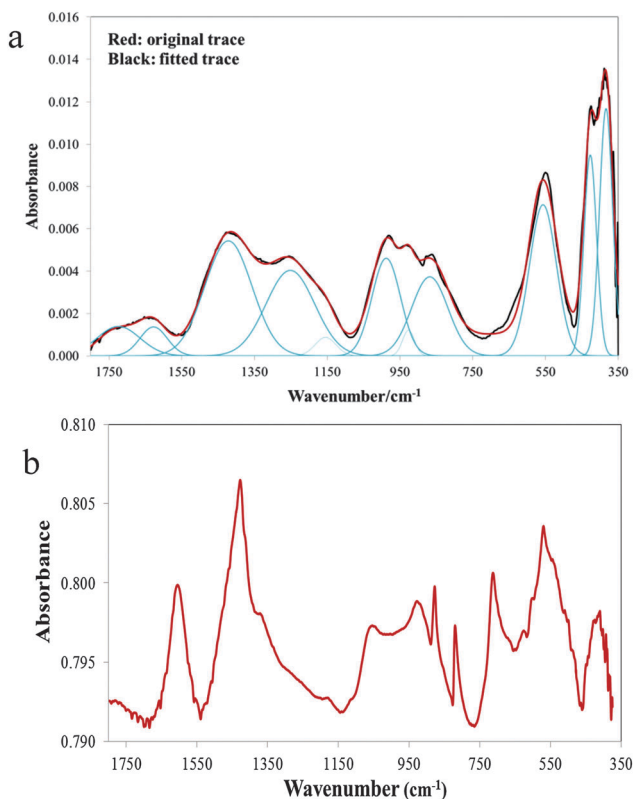 a
Red: original trace
Black: fitted trace
Absorbance
0.016
0.014
0.012
0.010
0.008
0.006
0.004
0.002
0.000
1750 1550 1350 1150 950 750 550 350
Wavenumber/cm-1
b
Absorbance
0.810
0.805
0.800
0.795
0.790
1750 1550 1350 1150 950 750 550 350
Wavenumber (cm-1)